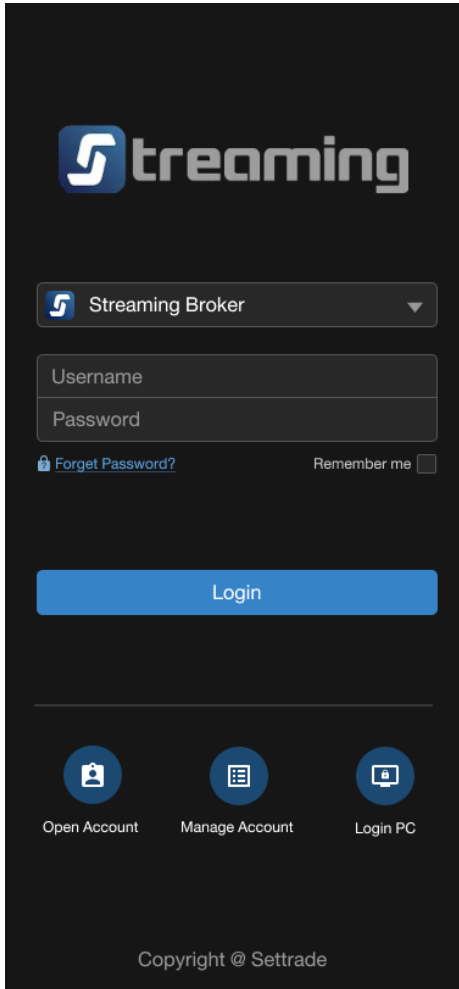 Streaming
Streaming Broker
Username
Password
Forget Password?
Remember me
Login
Open Account
Manage Account
Login PC
Copyright @ Settrade